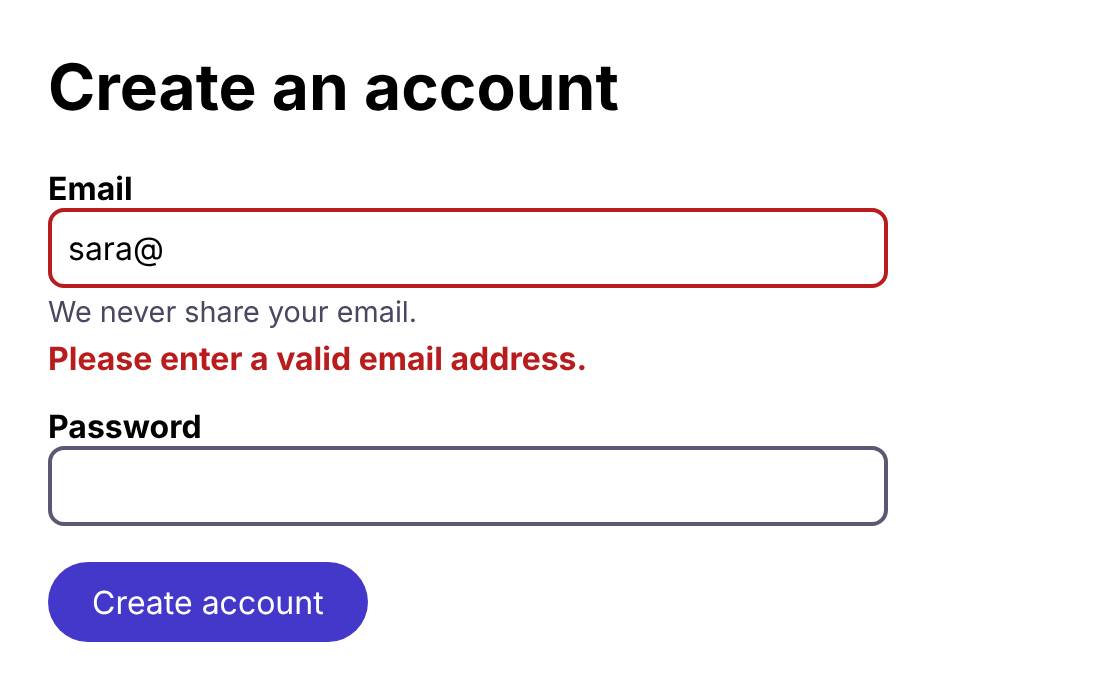 Create an account
Email
sara@
We never share your email.
Please enter a valid email address.
Password
Create account